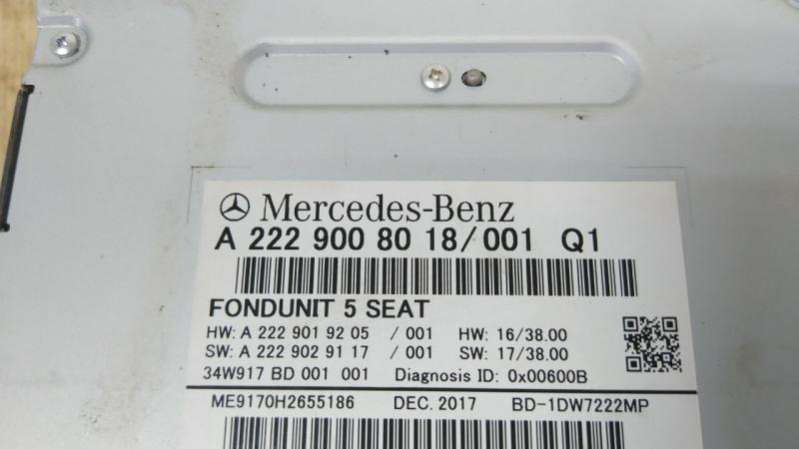 Mercedes-Benz
A 222 900 80 18/001 Q1
FONDUNIT 5 SEAT
HW: A 222 901 92 05 / 001 HW: 16/38.00
SW: A 222 902 91 17 / 001 SW: 17/38.00
34W917 BD 001 001 Diagnosis ID: 0x00600B
ME9170H2655186 DEC. 2017 BD-1DW7222MP